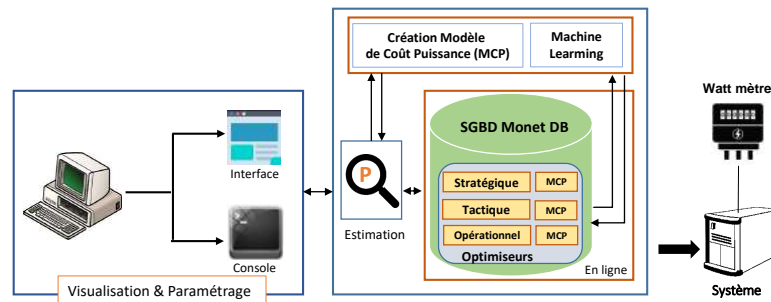 Création Modèle
de Coût Puissance (MCP)
Machine
Learming
Watt mètre
SGBD Monet DB
Interface
P
Stratégique
MCP
Tactique
MCP
Opérationnel
MCP
Optimiseurs
Estimation
Console
En ligne
Visualisation & Paramétrage
Système